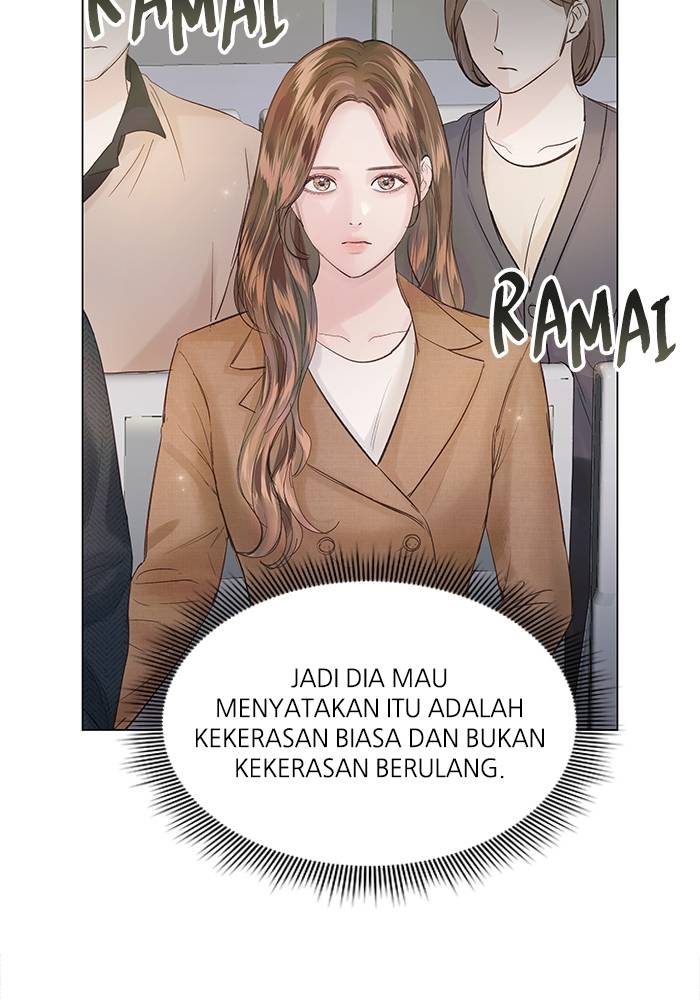 RAMAI
RAMAI
JADI DIA MAU
MENYATAKAN ITU ADALAH
KEKERASAN BIASA DAN BUKAN
KEKERASAN BERULANG.